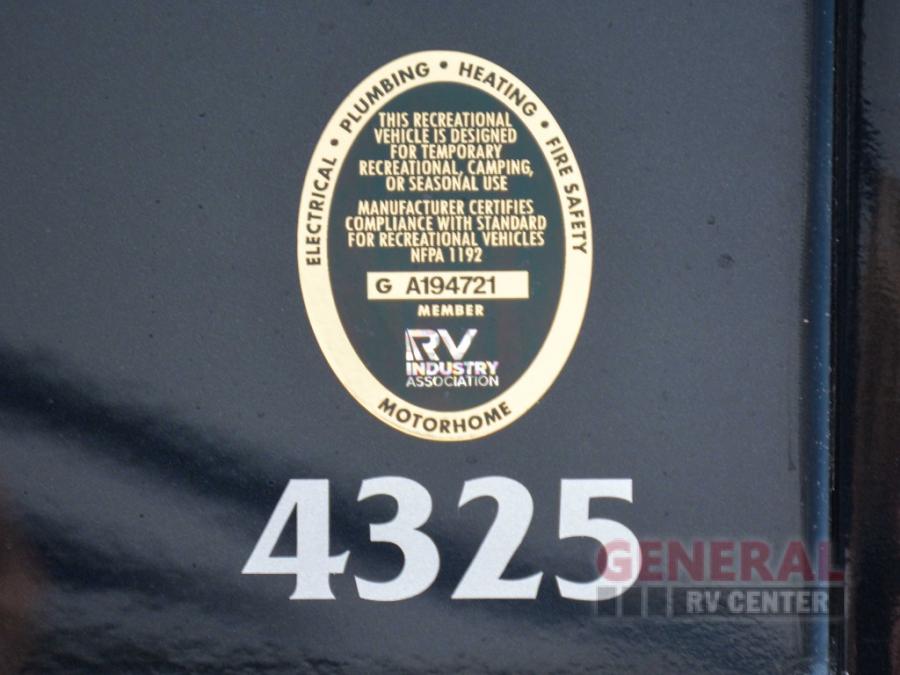 ELECTRICAL • PLUMBING • HEATING • FIRE SAFETY
THIS RECREATIONAL
VEHICLE IS DESIGNED
FOR TEMPORARY
RECREATIONAL, CAMPING,
OR SEASONAL USE
MANUFACTURER CERTIFIES
COMPLIANCE WITH STANDARD
FOR RECREATIONAL VEHICLES
NFPA 1192
G A194721
MEMBER
RV
INDUSTRY
ASSOCIATION
MOTORHOME
4325
GENERAL
RV CENTER